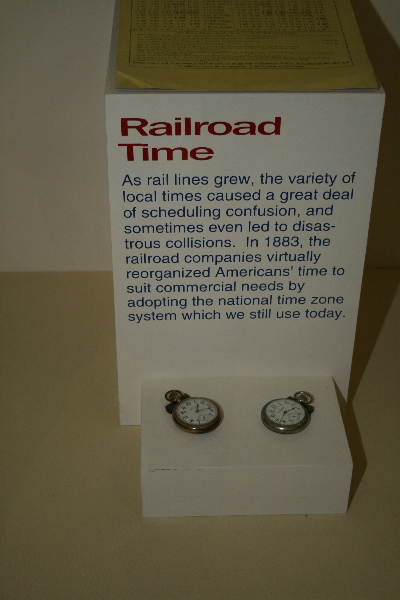 Railroad
Time
As rail lines grew, the variety of
local times caused a great deal
of scheduling confusion, and
sometimes even led to disas-
trous collisions. In 1883, the
railroad companies virtually
reorganized Americans' time to
suit commercial needs by
adopting the national time zone
system which we still use today.